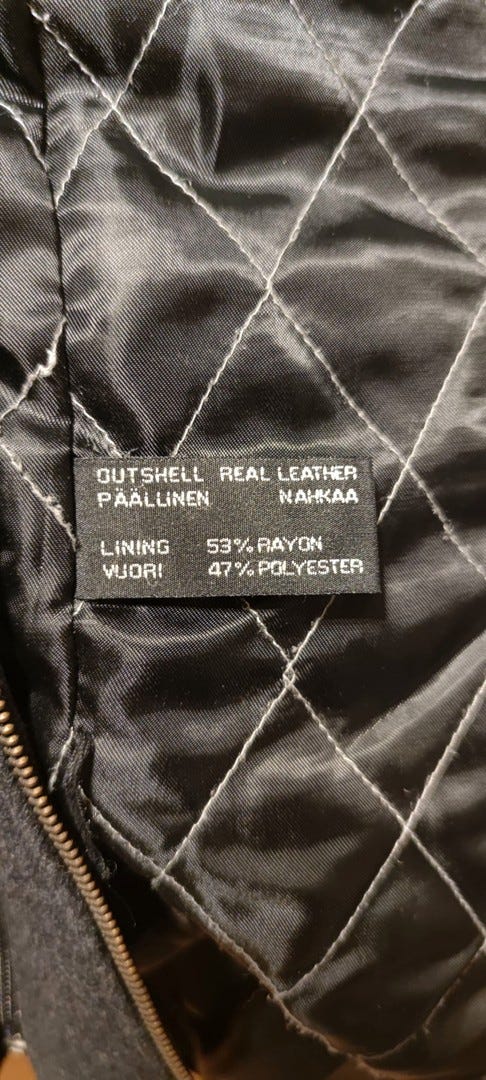 OUTSHELL REAL LEATHER
PÄÄLLINEN NAHKAA
LINING 53% RAYON
VUORI 47% POLYESTER